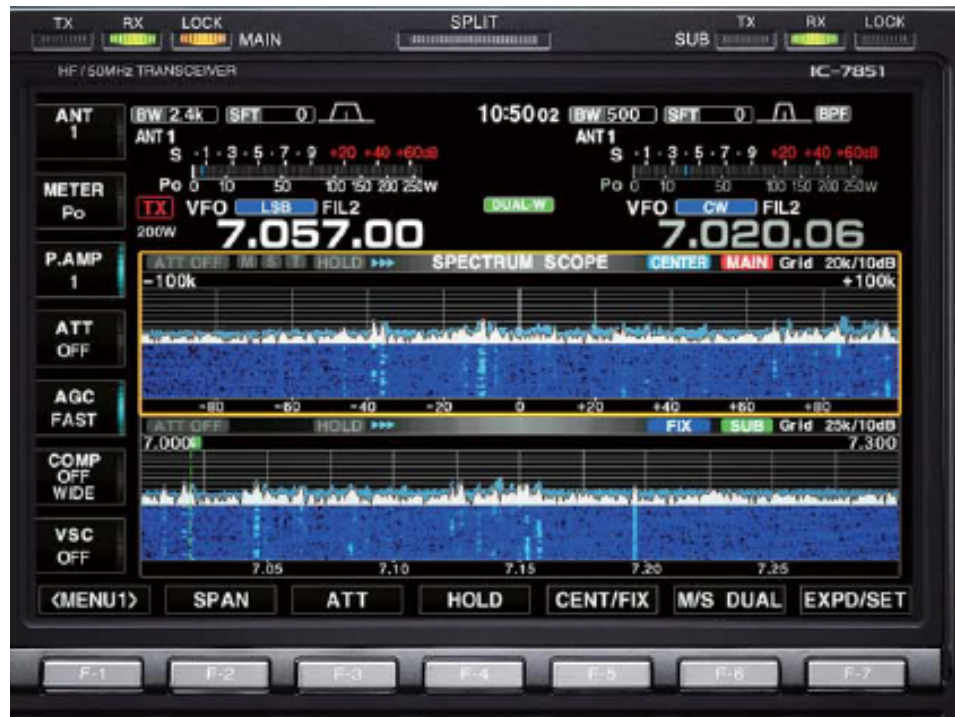 TX RX LOCK MAIN SPLIT SUB TX RX LOCK
HF / 50MHz TRANSCEIVER IC-7851
ANT
1
METER
Po
P.AMP
1
ATT
OFF
AGC
FAST
COMP
OFF
WIDE
VSC
OFF
BW 2.4k SFT 0 10:50 02 BW 500 SFT 0 BPF
ANT 1 ANT 1
S 1 3 5 7 9 +20 +40 +60dB S 1 3 5 7 9 +20 +40 +60dB
Po 0 10 50 100 150 200 250W Po 0 10 50 100 150 200 250W
TX VFO LSB FIL2 DUAL-W VFO CW FIL2
200W 7.057.00 7.020.06
ATT OFF M S T HOLD SPECTRUM SCOPE CENTER MAIN Grid 20k/10dB
-100k +100k
-80 -60 -40 -20 0 +20 +40 +60 +80
ATT OFF HOLD FIX SUB Grid 25k/10dB
7.000 7.300
7.05 7.10 7.15 7.20 7.25
<MENU1> SPAN ATT HOLD CENT/FIX M/S DUAL EXPD/SET
F-1 F-2 F-3 F-4 F-5 F-6 F-7